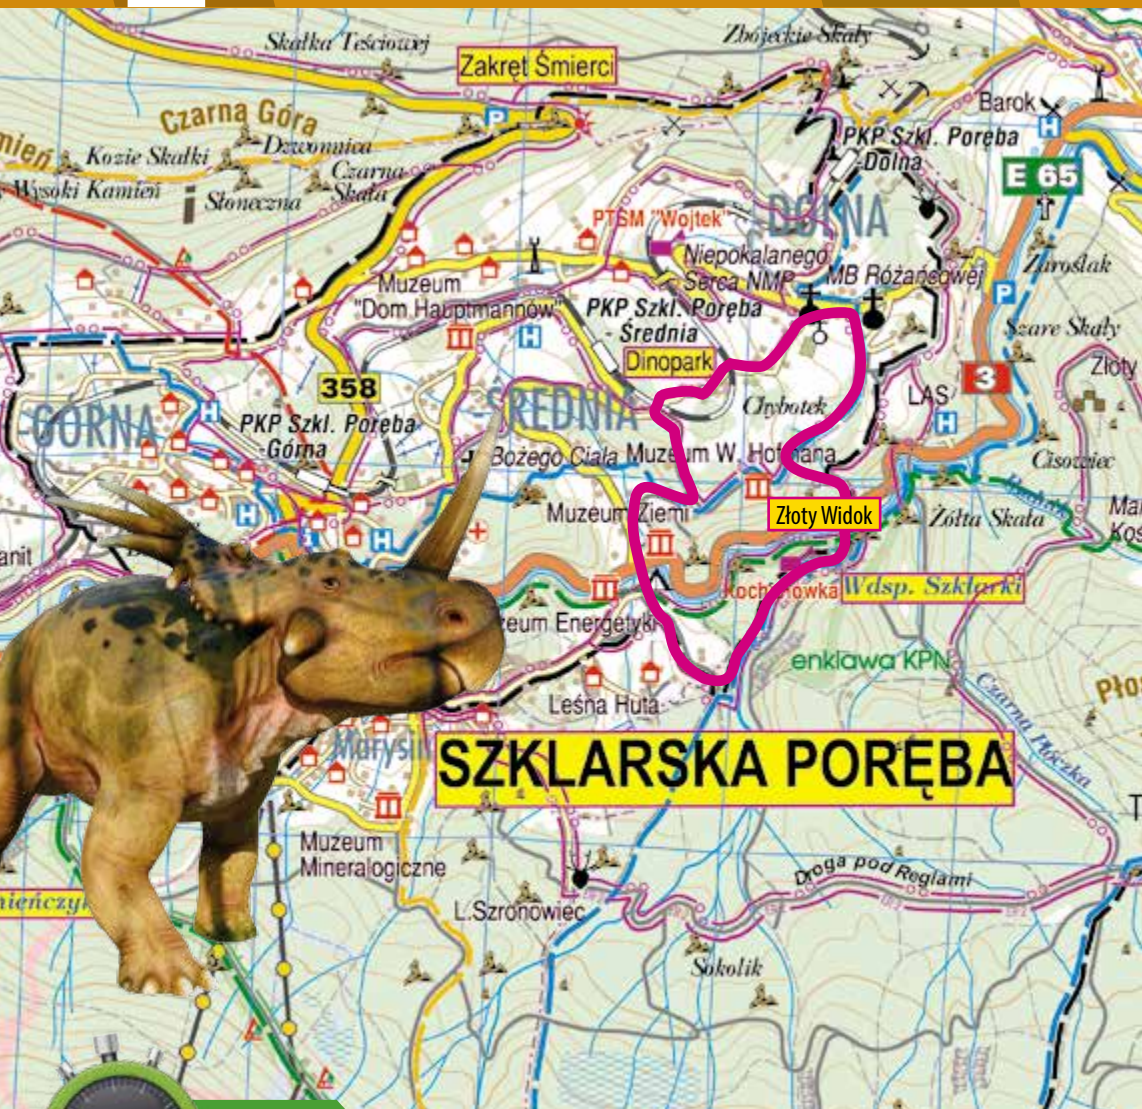 Skałka Teściowej
Zbójeckie Skały
Zakręt Śmierci
Barok
Czarna Góra
P
H
PKP Szkl. Poręba
-Dolna
Dzwonnica
Kozie Skałki
Czarna
Skała
Wysoki Kamień
Słoneczna
E 65
PTSM "Wojtek"
DOLNA
Niepokalanego
Serca NMP
MB Różańcowej
Zaroślak
P
Muzeum
"Dom Hauptmannów"
PKP Szkl. Poręba
- Średnia
H
Szare Skały
Dinopark
Złoty
358
3
LAS
H
GÓRNA
H
PKP Szkl. Poręba
-Górna
ŚREDNIA
Chybotek
Bożego Ciała
Muzeum W. Hofmana
Cisowiec
Muzeum Ziemi
Złoty Widok
Żółta Skała
H
H
Kochanówka
Wdsp. Szklarki
zeum Energetyki
enklawa KPN
Leśna Huta
Czarna Płóczka
Marysin
SZKLARSKA PORĘBA
Muzeum
Mineralogiczne
Droga pod Reglami
L.Szronowiec
Sokolik